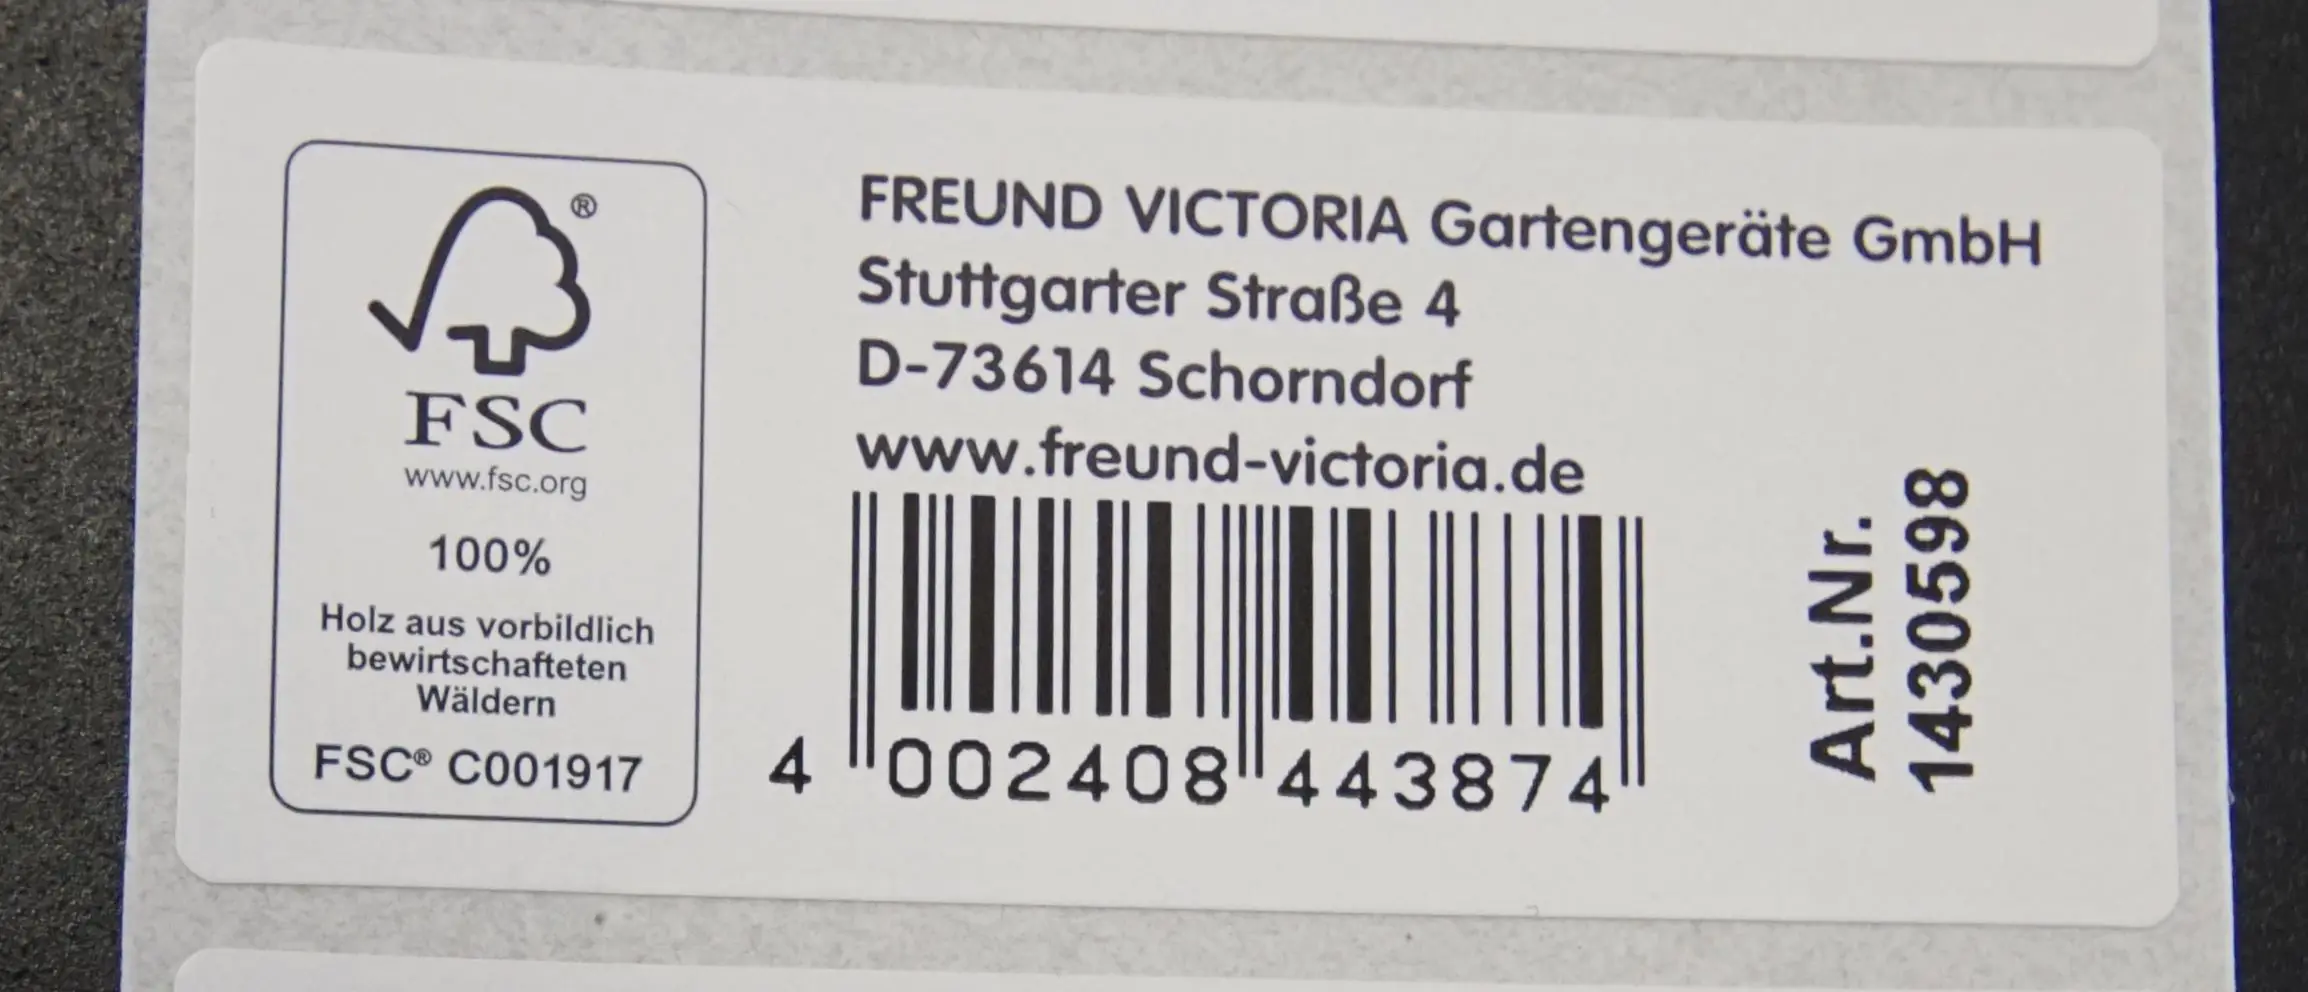 ®
FSC
www.fsc.org
100%
Holz aus vorbildlich
bewirtschafteten
Wäldern
FSC® C001917
FREUND VICTORIA Gartengeräte GmbH
Stuttgarter Straße 4
D-73614 Schorndorf
www.freund-victoria.de
4 002408 443874
Art.Nr.
1430598